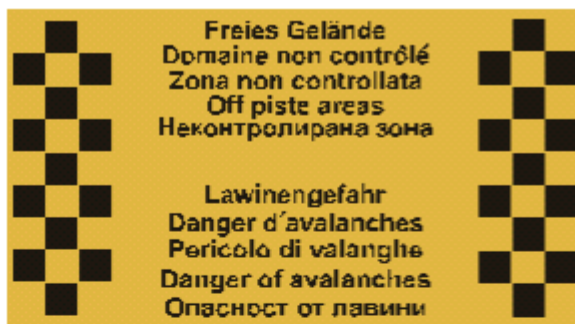 Freies Gelände
Domaine non contrôlé
Zona non controllata
Off piste areas
Неконтролирана зона
Lawinengefahr
Danger d´avalanches
Pericolo di valanghe
Danger of avalanches
Опасност от лавини